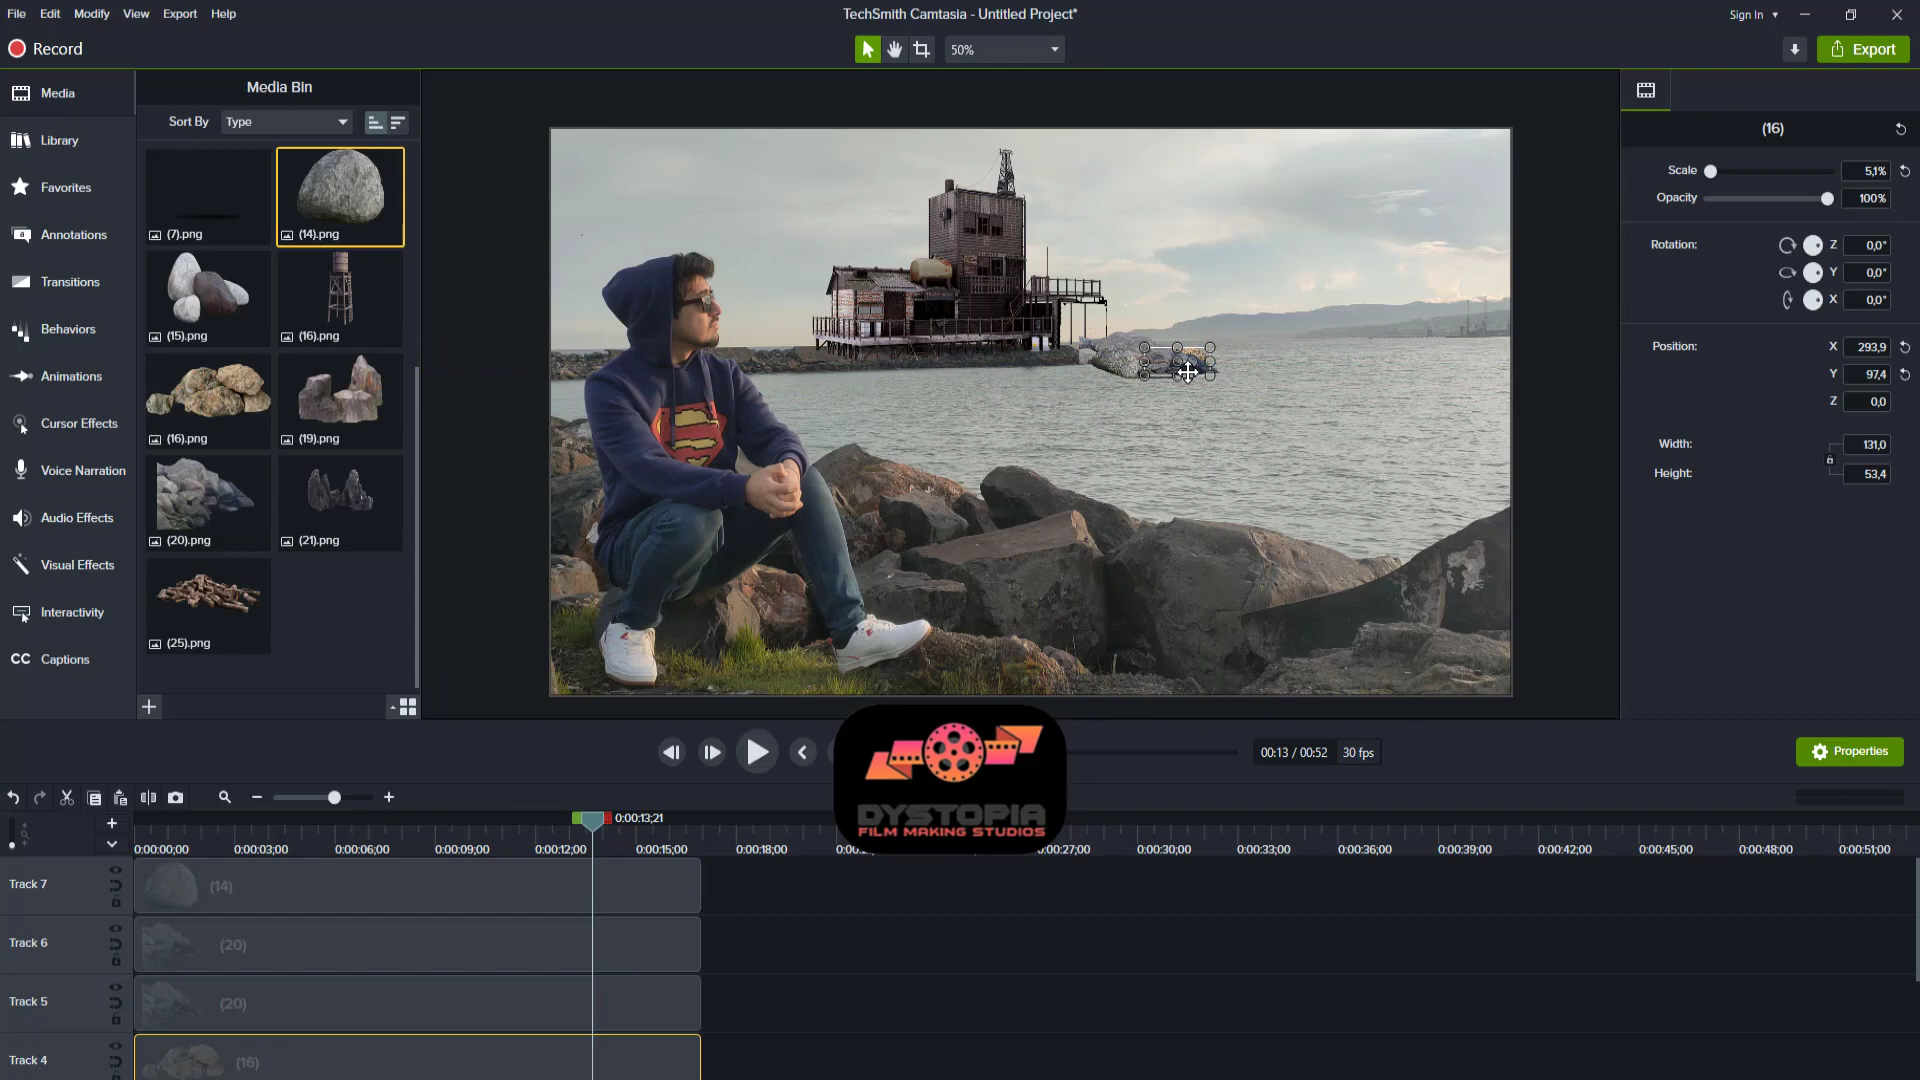 File Edit Modify View Export Help
TechSmith Camtasia - Untitled Project*
Sign In
Record
50%
Export
Media
Library
Favorites
Annotations
Transitions
Behaviors
Animations
Cursor Effects
Voice Narration
Audio Effects
Visual Effects
Interactivity
CC Captions
Media Bin
Sort By Type
(7).png (14).png
(15).png (16).png
(16).png (19).png
(20).png (21).png
(25).png
(16)
Scale 5,1%
Opacity 100%
Rotation: Z 0,0°
Y 0,0°
X 0,0°
Position: X 293,9
Y 97,4
Z 0,0
Width: 131,0
Height: 53,4
00:13 / 00:52 30 fps
Properties
DYSTOPIA
FILM MAKING STUDIOS
0:00:13;21
0:00:00;00 0:00:03;00 0:00:06;00 0:00:09;00 0:00:12;00 0:00:15;00 0:00:18;00 0:00:27;00 0:00:30;00 0:00:33;00 0:00:36;00 0:00:39;00 0:00:42;00 0:00:45;00 0:00:48;00 0:00:51;00
Track 7 (14)
Track 6 (20)
Track 5 (20)
Track 4 (16)